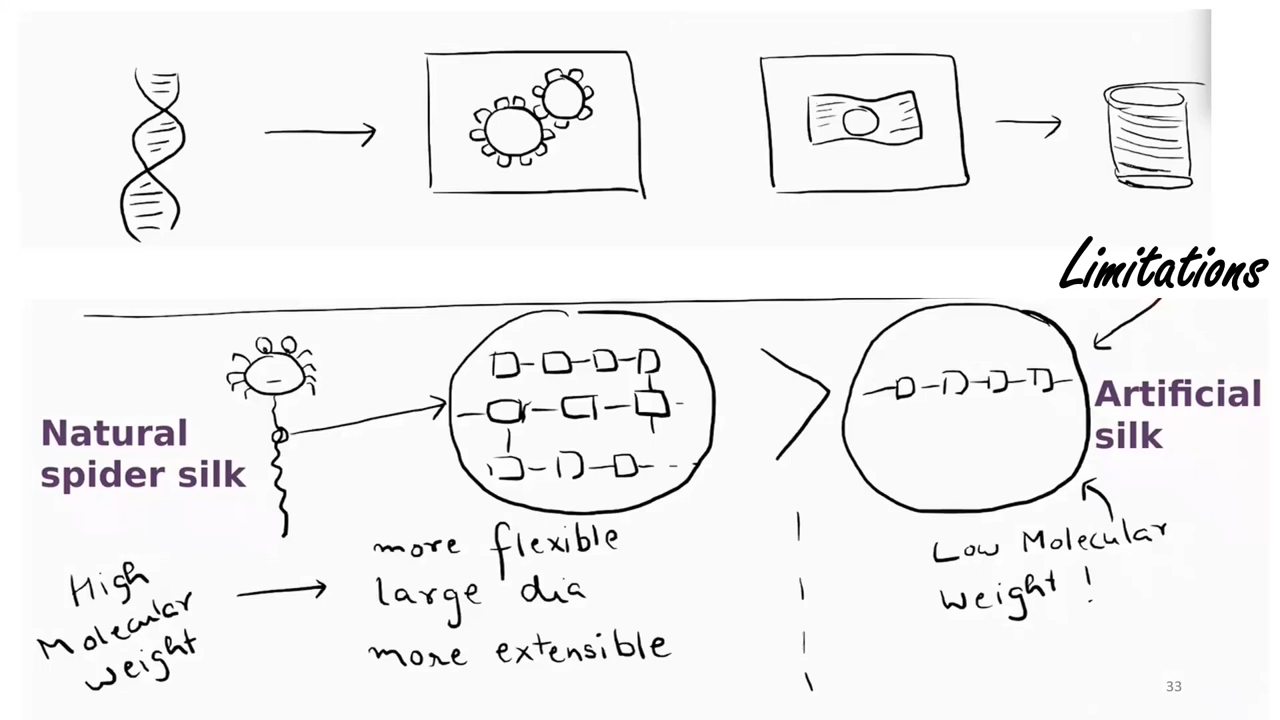 Limitations
Natural
spider silk
Artificial
silk
High
Molecular
weight
more flexible
large dia
more extensible
Low Molecular
weight !
33